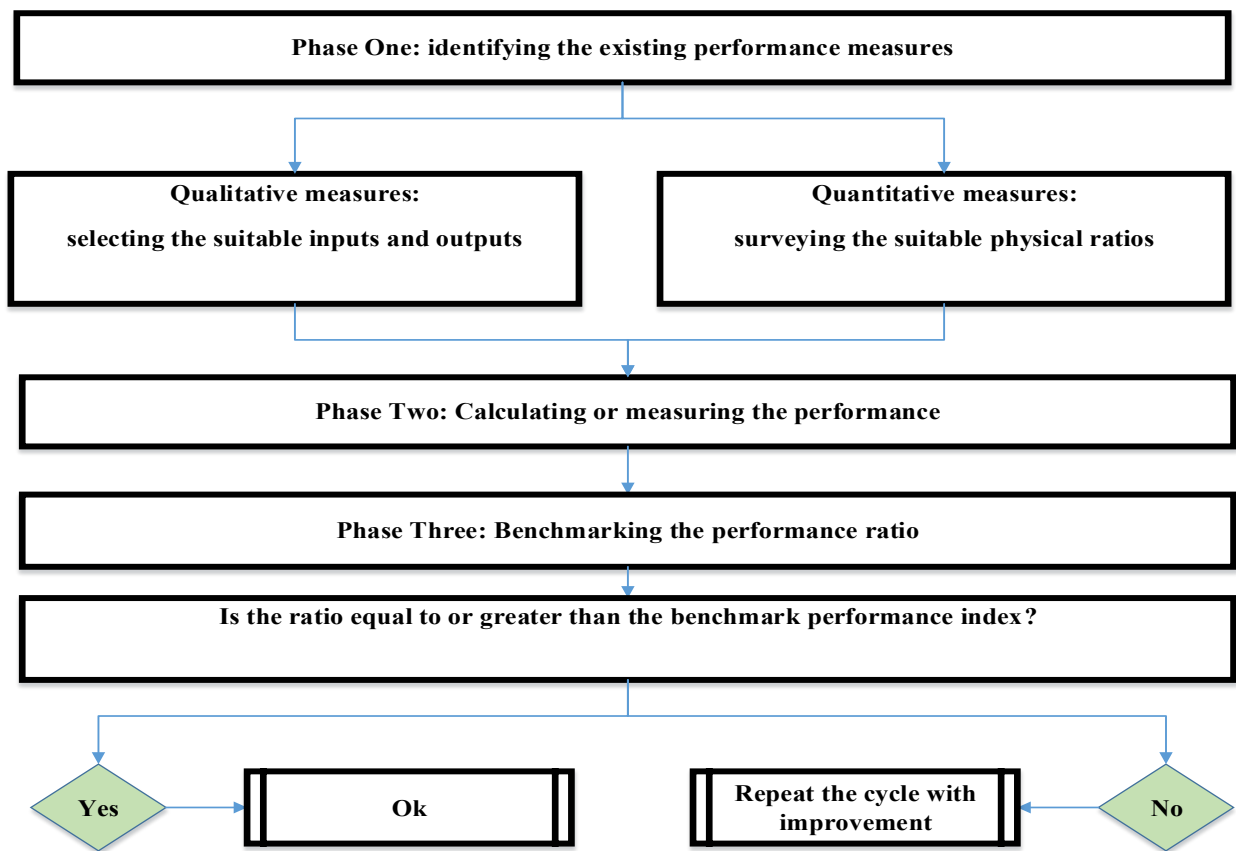 Phase One: identifying the existing performance measures
Qualitative measures:
selecting the suitable inputs and outputs
Quantitative measures:
surveying the suitable physical ratios
Phase Two: Calculating or measuring the performance
Phase Three: Benchmarking the performance ratio
Is the ratio equal to or greater than the benchmark performance index?
Yes
Ok
Repeat the cycle with
improvement
No